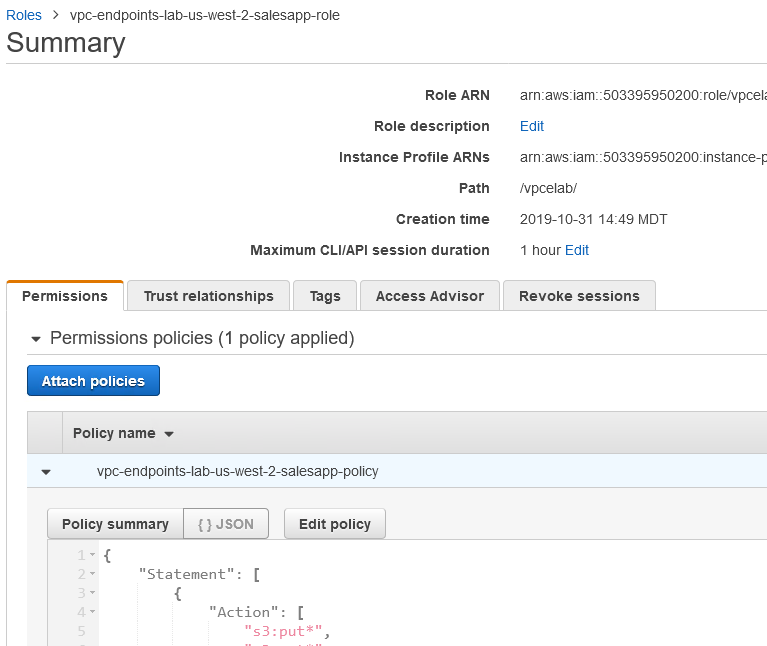 Roles > vpc-endpoints-lab-us-west-2-salesapp-role
Summary
Role ARN arn:aws:iam::503395950200:role/vpcela
Role description Edit
Instance Profile ARNs arn:aws:iam::503395950200:instance-p
Path /vpcelab/
Creation time 2019-10-31 14:49 MDT
Maximum CLI/API session duration 1 hour Edit
Permissions Trust relationships Tags Access Advisor Revoke sessions
Permissions policies (1 policy applied)
Attach policies
Policy name
vpc-endpoints-lab-us-west-2-salesapp-policy
Policy summary { } JSON Edit policy
1 {
2 "Statement": [
3 {
4 "Action": [
5 "s3:put*",